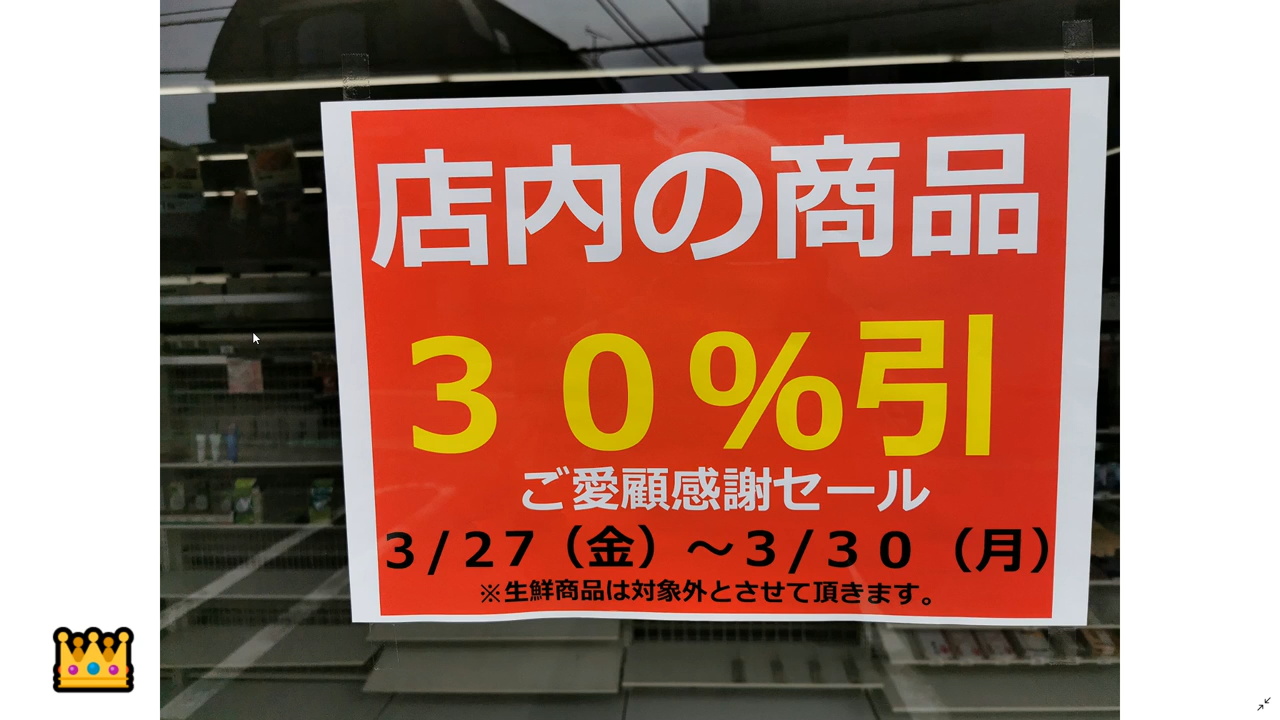 店内の商品
３０％引
ご愛顧感謝セール
3/27（金）～3/３０（月）
※生鮮商品は対象外とさせて頂きます。